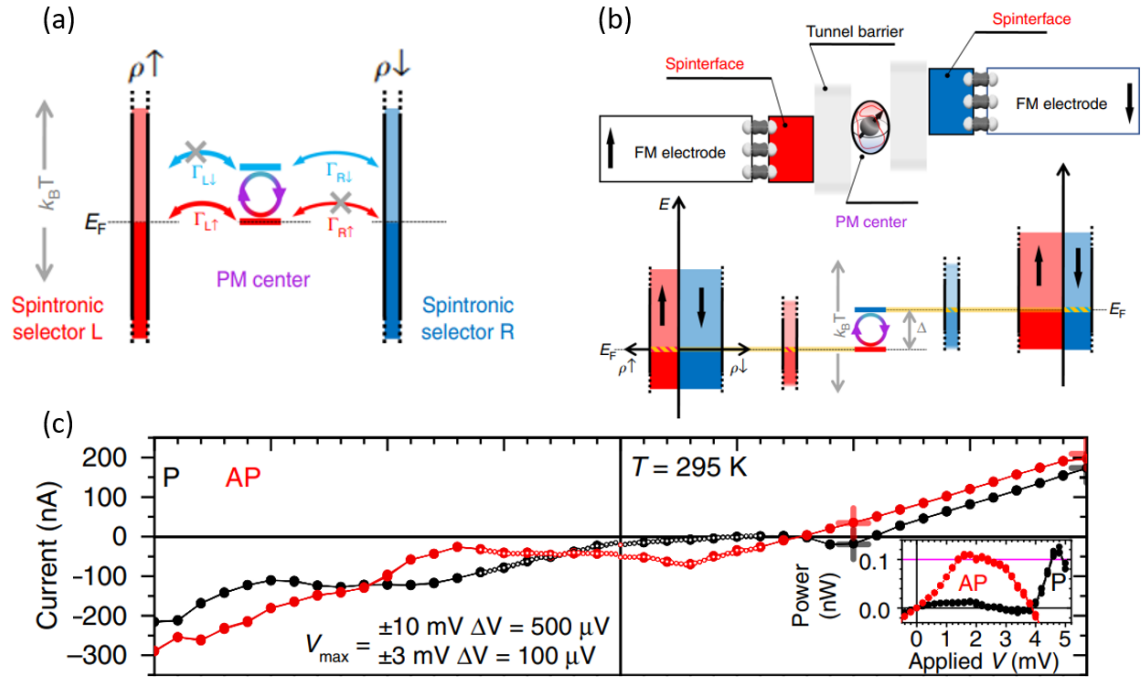 (a)
ρ↑
ρ↓
k_BT
Γ_L↓
Γ_R↓
E_F
Γ_L↑
Γ_R↑
PM center
Spintronic
selector L
Spintronic
selector R
(b)
Tunnel barrier
Spinterface
Spinterface
FM electrode
FM electrode
PM center
E
k_BT
Δ
E_F
E_F
ρ↑
ρ↓
(c)
P
AP
T = 295 K
Current (nA)
200
100
0
−100
−200
−300
V_max = ±10 mV ΔV = 500 μV
±3 mV ΔV = 100 μV
Power
(nW)
0.1
0.0
AP
P
0 1 2 3 4 5
Applied V (mV)